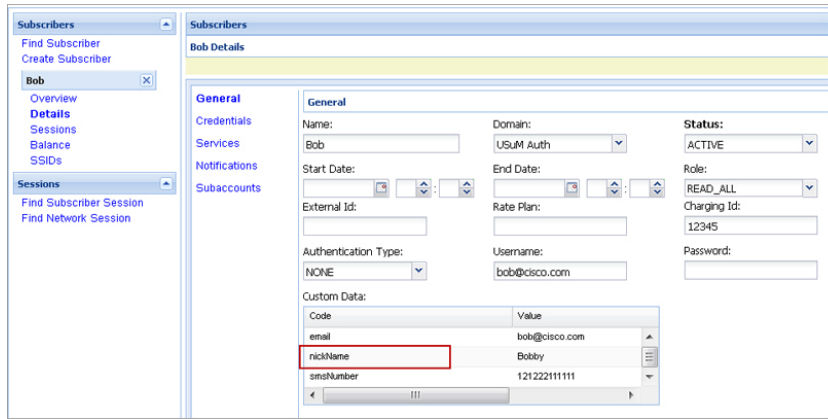 Subscribers
Find Subscriber
Create Subscriber
Bob
Overview
Details
Sessions
Balance
SSIDs
Sessions
Find Subscriber Session
Find Network Session
Subscribers
Bob Details
General
Credentials
Services
Notifications
Subaccounts
General
Name:
Domain:
Status:
Bob
USuM Auth
ACTIVE
Start Date:
End Date:
Role:
:
:
READ_ALL
External Id:
Rate Plan:
Charging Id:
12345
Authentication Type:
Username:
Password:
NONE
bob@cisco.com
Custom Data:
Code
Value
email
bob@cisco.com
nickName
Bobby
smsNumber
121222111111